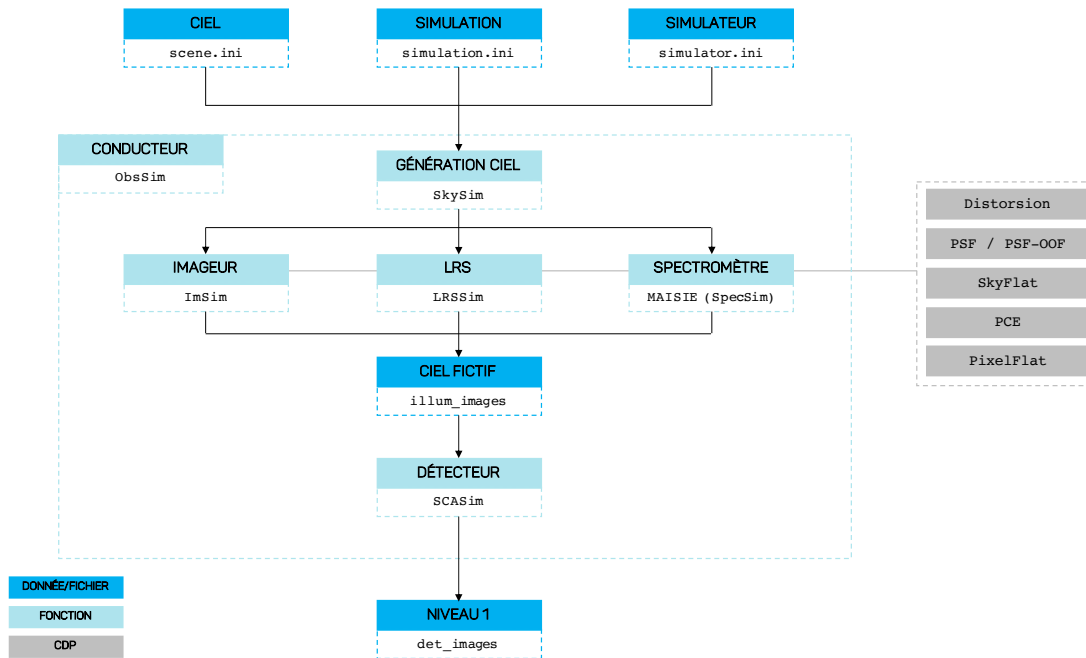 CIEL
scene.ini
SIMULATION
simulation.ini
SIMULATEUR
simulator.ini
CONDUCTEUR
ObsSim
GÉNÉRATION CIEL
SkySim
IMAGEUR
ImSim
LRS
LRSSim
SPECTROMÈTRE
MAISIE (SpecSim)
Distorsion
PSF / PSF-OOF
SkyFlat
PCE
PixelFlat
CIEL FICTIF
illum_images
DÉTECTEUR
SCASim
NIVEAU 1
det_images
DONNÉE/FICHIER
FONCTION
CDP